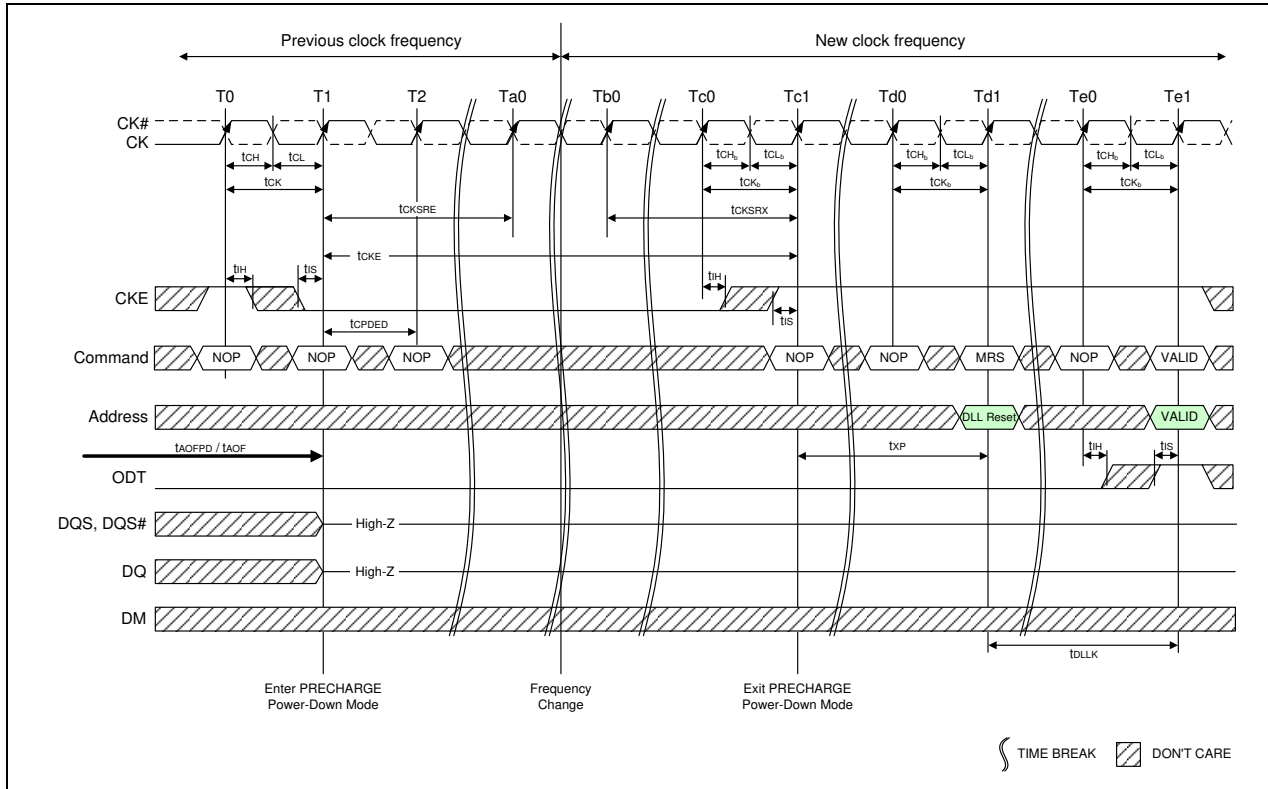 Previous clock frequency
New clock frequency
T0 T1 T2 Ta0 Tb0 Tc0 Tc1 Td0 Td1 Te0 Te1
CK#
CK
tCH tCL tCHb tCLb tCHb tCLb tCHb tCLb
tCK tCKb tCKb tCKb
tCKSRE tCKSRX
tCKE
tIH tIS tIH
CKE
tIS
tCPDED
Command NOP NOP NOP NOP NOP MRS NOP VALID
Address DLL Reset VALID
tAOFPD / tAOF tXP tIH tIS
ODT
DQS, DQS# High-Z
DQ High-Z
DM
tDLLK
Enter PRECHARGE
Power-Down Mode
Frequency
Change
Exit PRECHARGE
Power-Down Mode
TIME BREAK DON'T CARE